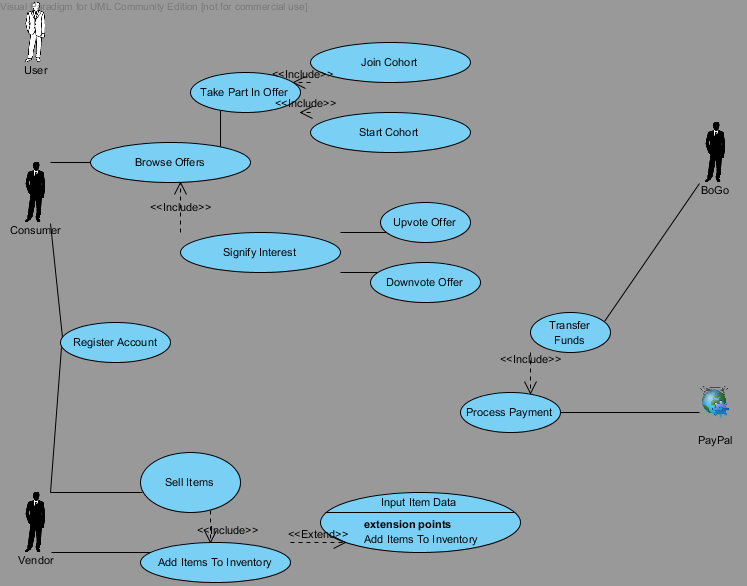 Visual Paradigm for UML Community Edition [not for commercial use]
User
Join Cohort
<<Include>>
Take Part In Offer
<<Include>>
Start Cohort
Browse Offers
BoGo
Consumer
<<Include>>
Upvote Offer
Signify Interest
Downvote Offer
Transfer
Funds
Register Account
<<Include>>
Process Payment
PayPal
Sell Items
Input Item Data
extension points
Add Items To Inventory
<<Include>>
<<Extend>>
Vendor
Add Items To Inventory